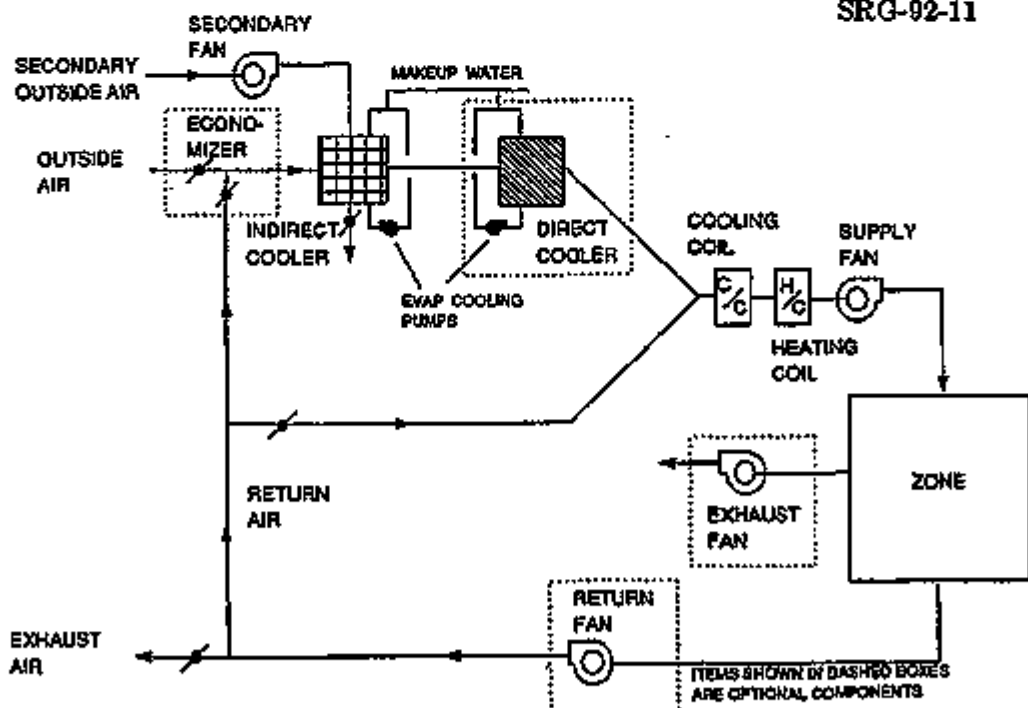 SRG-92-11
SECONDARY
FAN
SECONDARY
OUTSIDE AIR
MAKEUP WATER
ECONO-
MIZER
OUTSIDE
AIR
INDIRECT
COOLER
DIRECT
COOLER
EVAP COOLING
PUMPS
COOLING
COIL
SUPPLY
FAN
C/C
H/C
HEATING
COIL
ZONE
EXHAUST
FAN
RETURN
AIR
RETURN
FAN
EXHAUST
AIR
ITEMS SHOWN IN DASHED BOXES
ARE OPTIONAL COMPONENTS